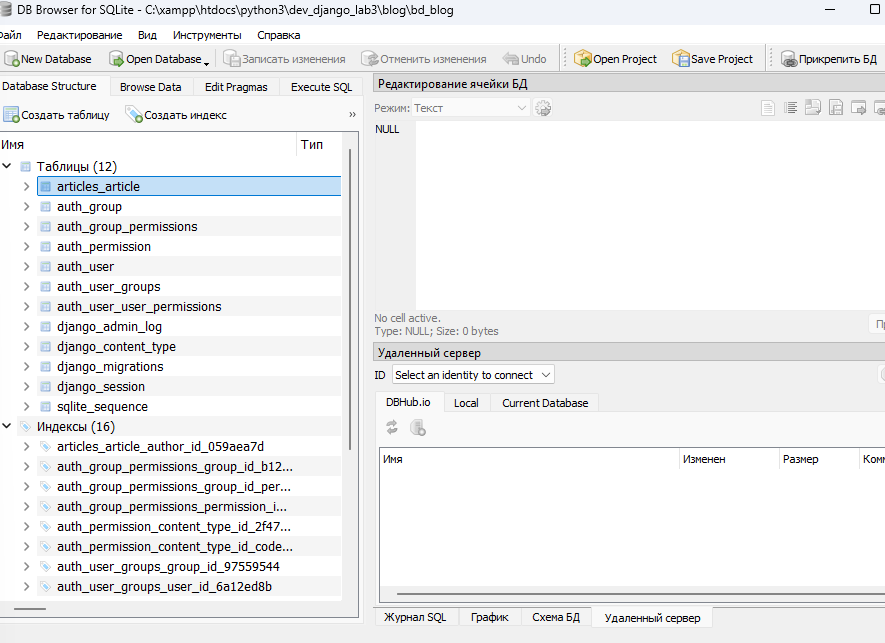 DB Browser for SQLite - C:\xampp\htdocs\python3\dev_django_lab3\blog\bd_blog
Файл Редактирование Вид Инструменты Справка
New Database Open Database Записать изменения Отменить изменения Undo Open Project Save Project Прикрепить БД
Database Structure Browse Data Edit Pragmas Execute SQL
Создать таблицу Создать индекс »
Имя Тип
Таблицы (12)
articles_article
auth_group
auth_group_permissions
auth_permission
auth_user
auth_user_groups
auth_user_user_permissions
django_admin_log
django_content_type
django_migrations
django_session
sqlite_sequence
Индексы (16)
articles_article_author_id_059aea7d
auth_group_permissions_group_id_b12...
auth_group_permissions_group_id_per...
auth_group_permissions_permission_i...
auth_permission_content_type_id_2f47...
auth_permission_content_type_id_code...
auth_user_groups_group_id_97559544
auth_user_groups_user_id_6a12ed8b
Редактирование ячейки БД
Режим: Текст
NULL
No cell active.
Type: NULL; Size: 0 bytes
Пр
Удаленный сервер
ID Select an identity to connect
DBHub.io Local Current Database
Имя Изменен Размер Комм
Журнал SQL График Схема БД Удаленный сервер